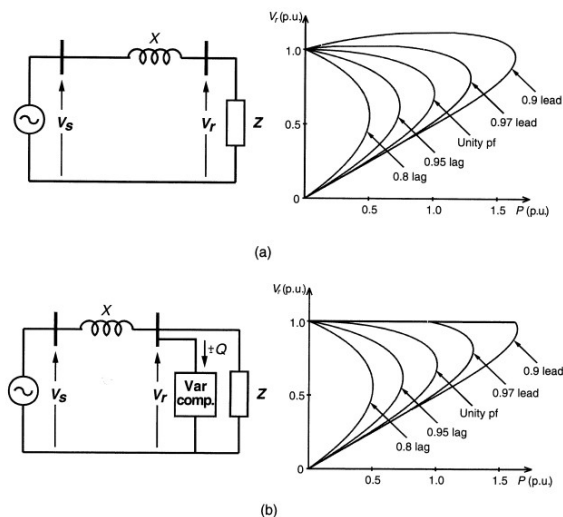 X
Vs
Vr
Z
Vr (p.u.)
1.0
0.5
0
0.5
1.0
1.5
P (p.u.)
0.9 lead
0.97 lead
Unity pf
0.95 lag
0.8 lag
(a)
X
Vs
Vr
±Q
Var
comp.
Z
Vr (p.u.)
1.0
0.5
0
0.5
1.0
1.5
P (p.u.)
0.9 lead
0.97 lead
Unity pf
0.95 lag
0.8 lag
(b)